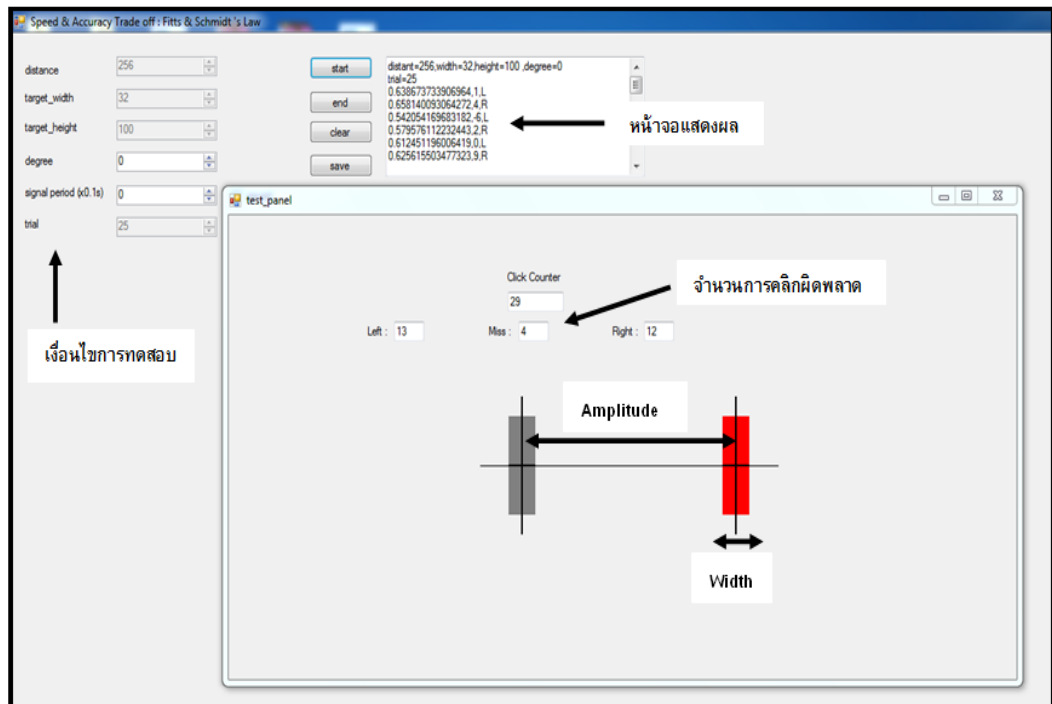 Speed & Accuracy Trade off : Fitts & Schmidt 's Law
distance 256
target_width 32
target_height 100
degree 0
signal period (x0.1s) 0
trial 25
เงื่อนไขการทดสอบ
start
end
clear
save
distant=256,width=32,height=100 ,degree=0
trial=25
0.638673733906964,1,L
0.658140093064272,4,R
0.542054169683182,-6,L
0.579576112232443,2,R
0.612451196006419,0,L
0.625615503477323,9,R
หน้าจอแสดงผล
test_panel
Click Counter
29
Left : 13 Miss : 4 Right : 12
จำนวนการคลิกผิดพลาด
Amplitude
Width